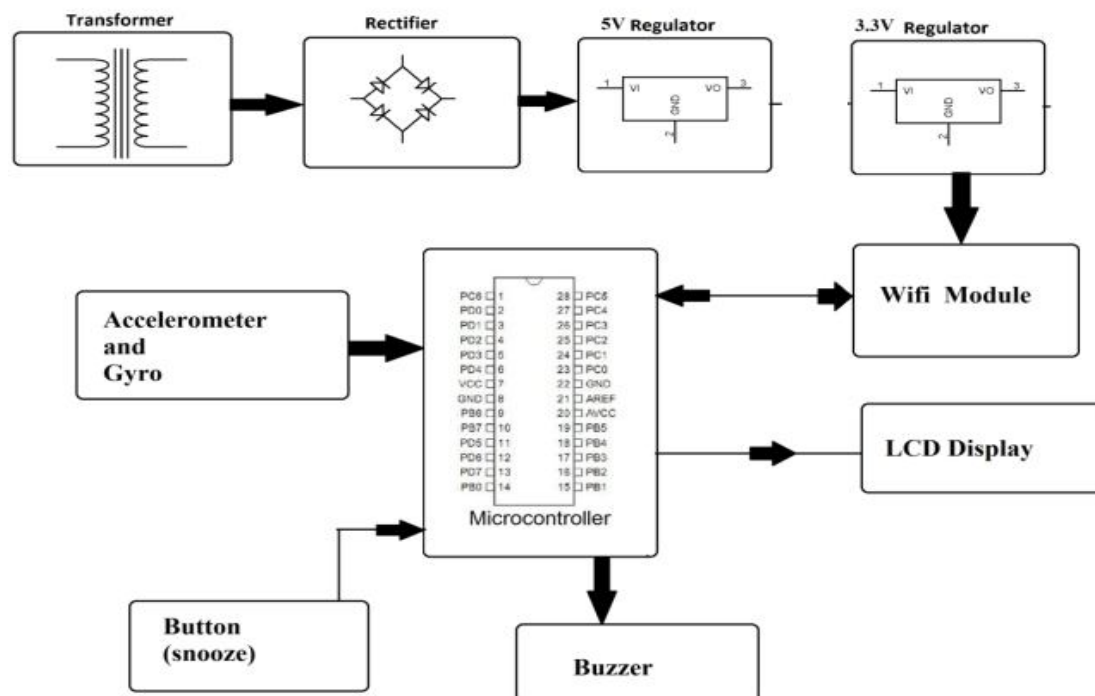 Transformer
Rectifier
5V Regulator
3.3V Regulator
1 VI VO 3
GND
2
1 VI VO 3
GND
2
Wifi Module
Accelerometer
and
Gyro
PC6 1 28 PC5
PD0 2 27 PC4
PD1 3 26 PC3
PD2 4 25 PC2
PD3 5 24 PC1
PD4 6 23 PC0
VCC 7 22 GND
GND 8 21 AREF
PB6 9 20 AVCC
PB7 10 19 PB5
PD5 11 18 PB4
PD6 12 17 PB3
PD7 13 16 PB2
PB0 14 15 PB1
Microcontroller
LCD Display
Button
(snooze)
Buzzer